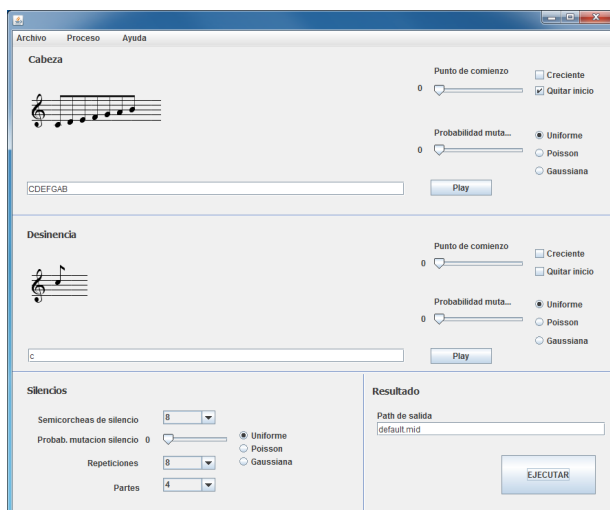 Archivo Proceso Ayuda
Cabeza
Punto de comienzo
0
Creciente
Quitar inicio
Probabilidad muta...
0
Uniforme
Poisson
Gaussiana
CDEFGAB
Play
Desinencia
Punto de comienzo
0
Creciente
Quitar inicio
Probabilidad muta...
0
Uniforme
Poisson
Gaussiana
c
Play
Silencios
Semicorcheas de silencio 8
Probab. mutacion silencio 0
Uniforme
Poisson
Gaussiana
Repeticiones 8
Partes 4
Resultado
Path de salida
default.mid
EJECUTAR